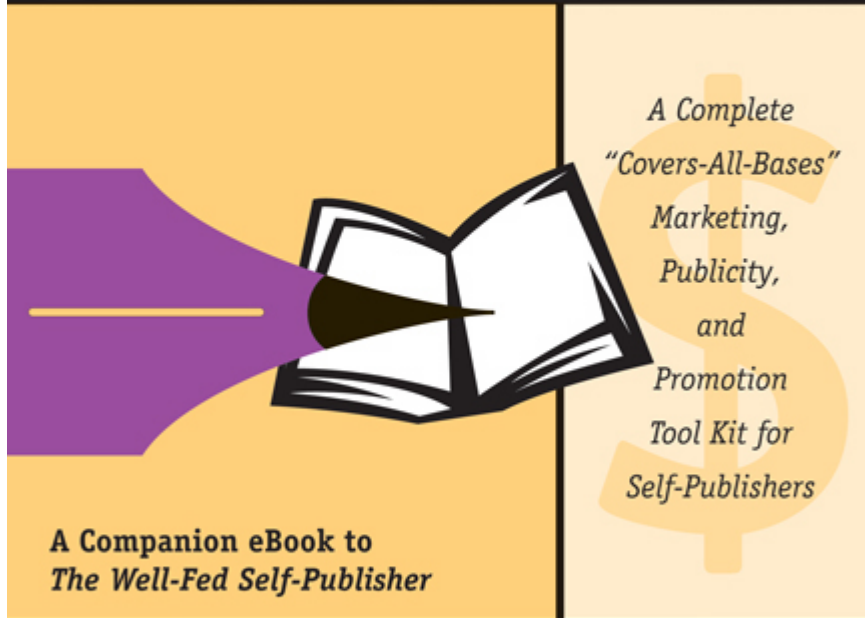 A Complete
“Covers-All-Bases”
Marketing,
Publicity,
and
Promotion
Tool Kit for
Self-Publishers
A Companion eBook to
The Well-Fed Self-Publisher